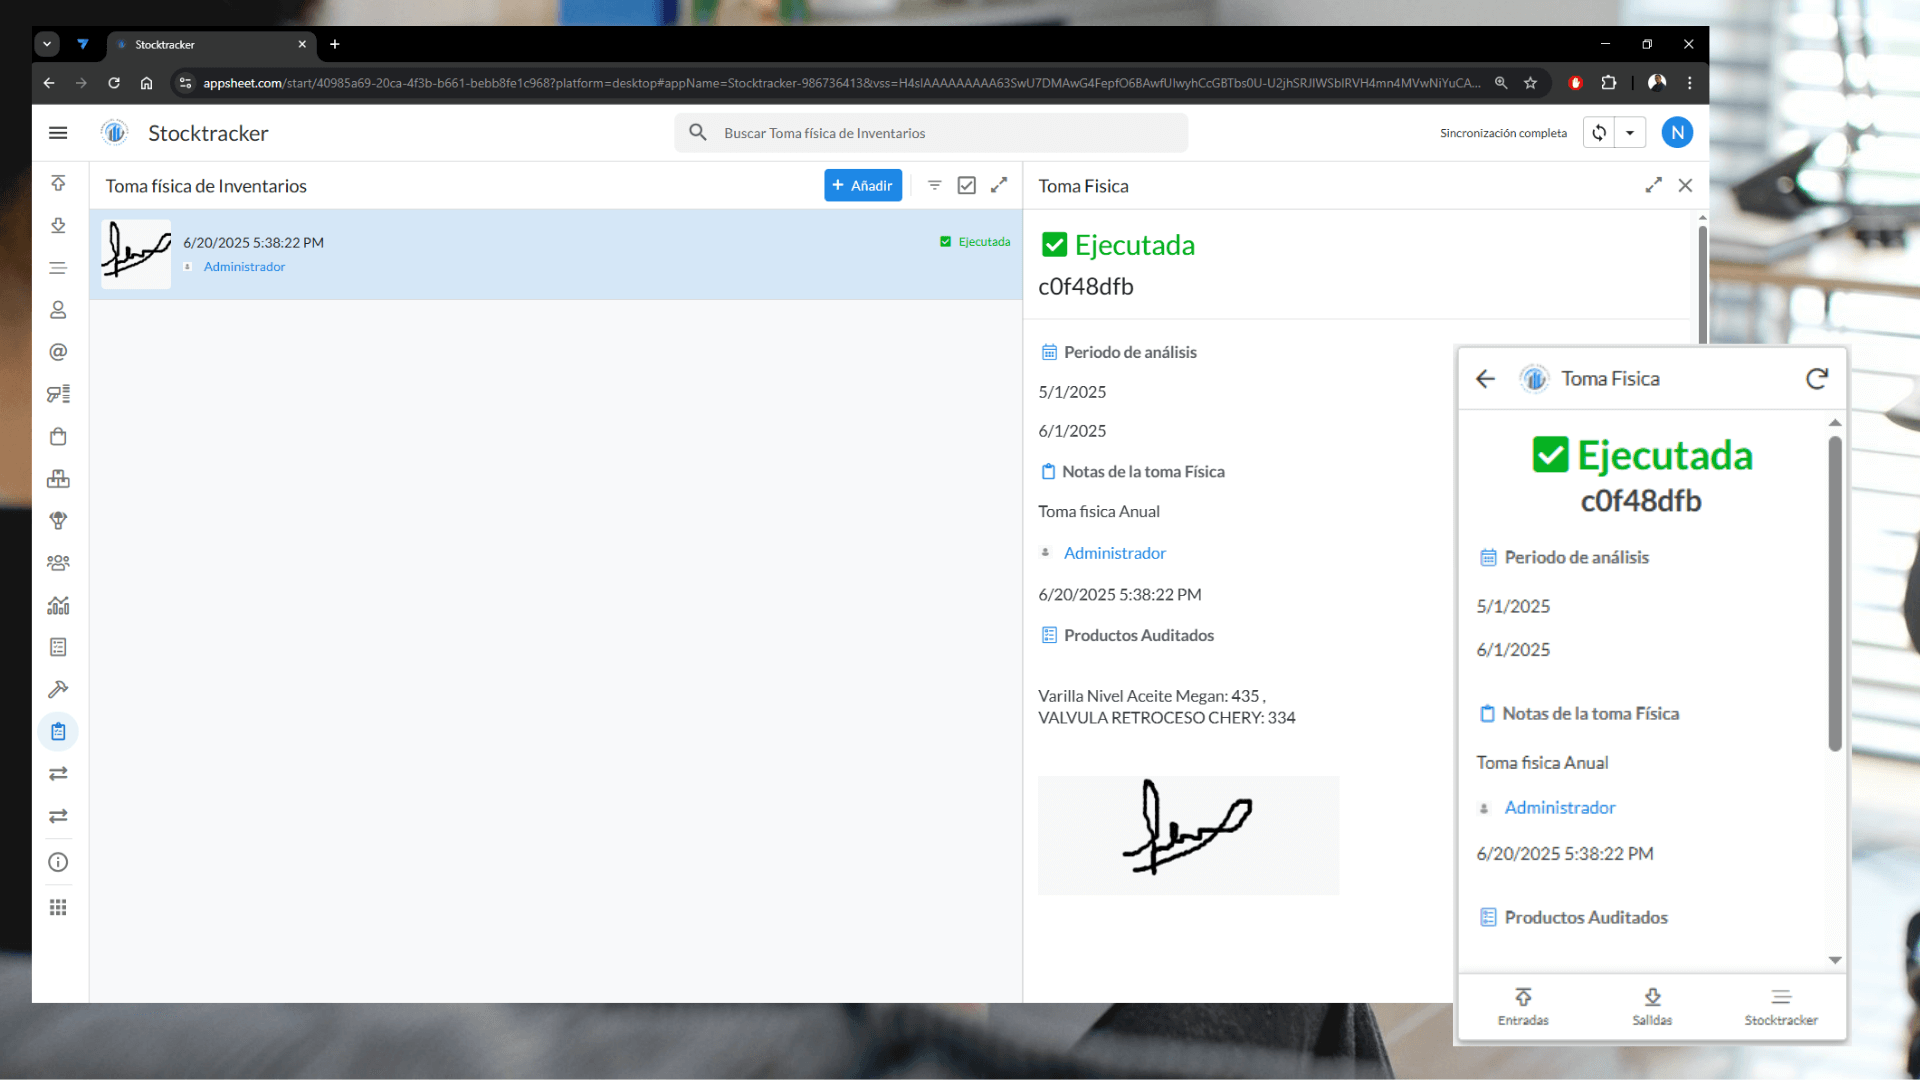 Stocktracker
appsheet.com/start/40985a69-20ca-4f3b-b661-bebb8fe1c968?platform=desktop#appName=Stocktracker-986736413&vss=H4sIAAAAAAAAA63SwU7DMAwG4FepfO6BAwfUIwyhCcGBTbs0U-U2jhSRJIWSbIRVH4mn4MVwNiYuCA...
Stocktracker
Buscar Toma física de Inventarios
Sincronización completa
N
Toma física de Inventarios
+ Añadir
6/20/2025 5:38:22 PM
Ejecutada
Administrador
Toma Fisica
Ejecutada
c0f48dfb
Periodo de análisis
5/1/2025
6/1/2025
Notas de la toma Física
Toma fisica Anual
Administrador
6/20/2025 5:38:22 PM
Productos Auditados
Varilla Nivel Aceite Megan: 435 ,
VALVULA RETROCESO CHERY: 334
Toma Fisica
Ejecutada
c0f48dfb
Periodo de análisis
5/1/2025
6/1/2025
Notas de la toma Física
Toma fisica Anual
Administrador
6/20/2025 5:38:22 PM
Productos Auditados
Entradas
Salidas
Stocktracker